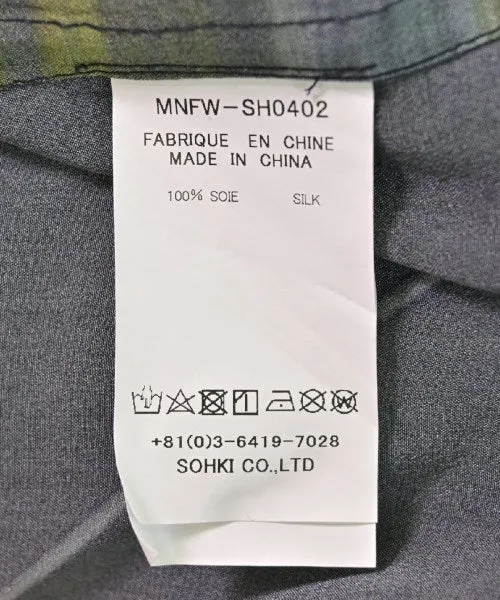 MNFW-SH0402
FABRIQUE EN CHINE
MADE IN CHINA
100% SOIE SILK
+81(0)3-6419-7028
SOHKI CO.,LTD